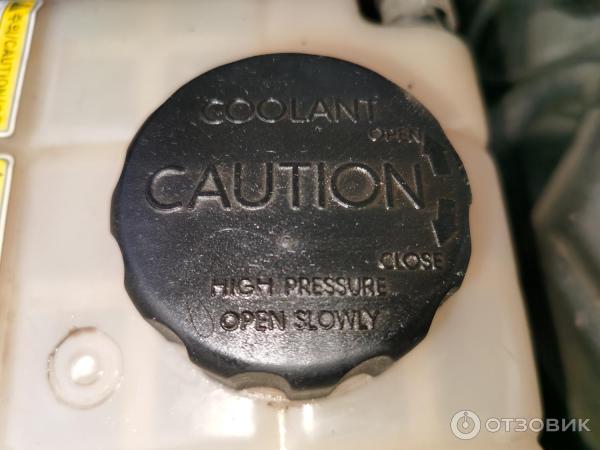 COOLANT
OPEN
CAUTION
CLOSE
HIGH PRESSURE
OPEN SLOWLY
ОТЗОВИК